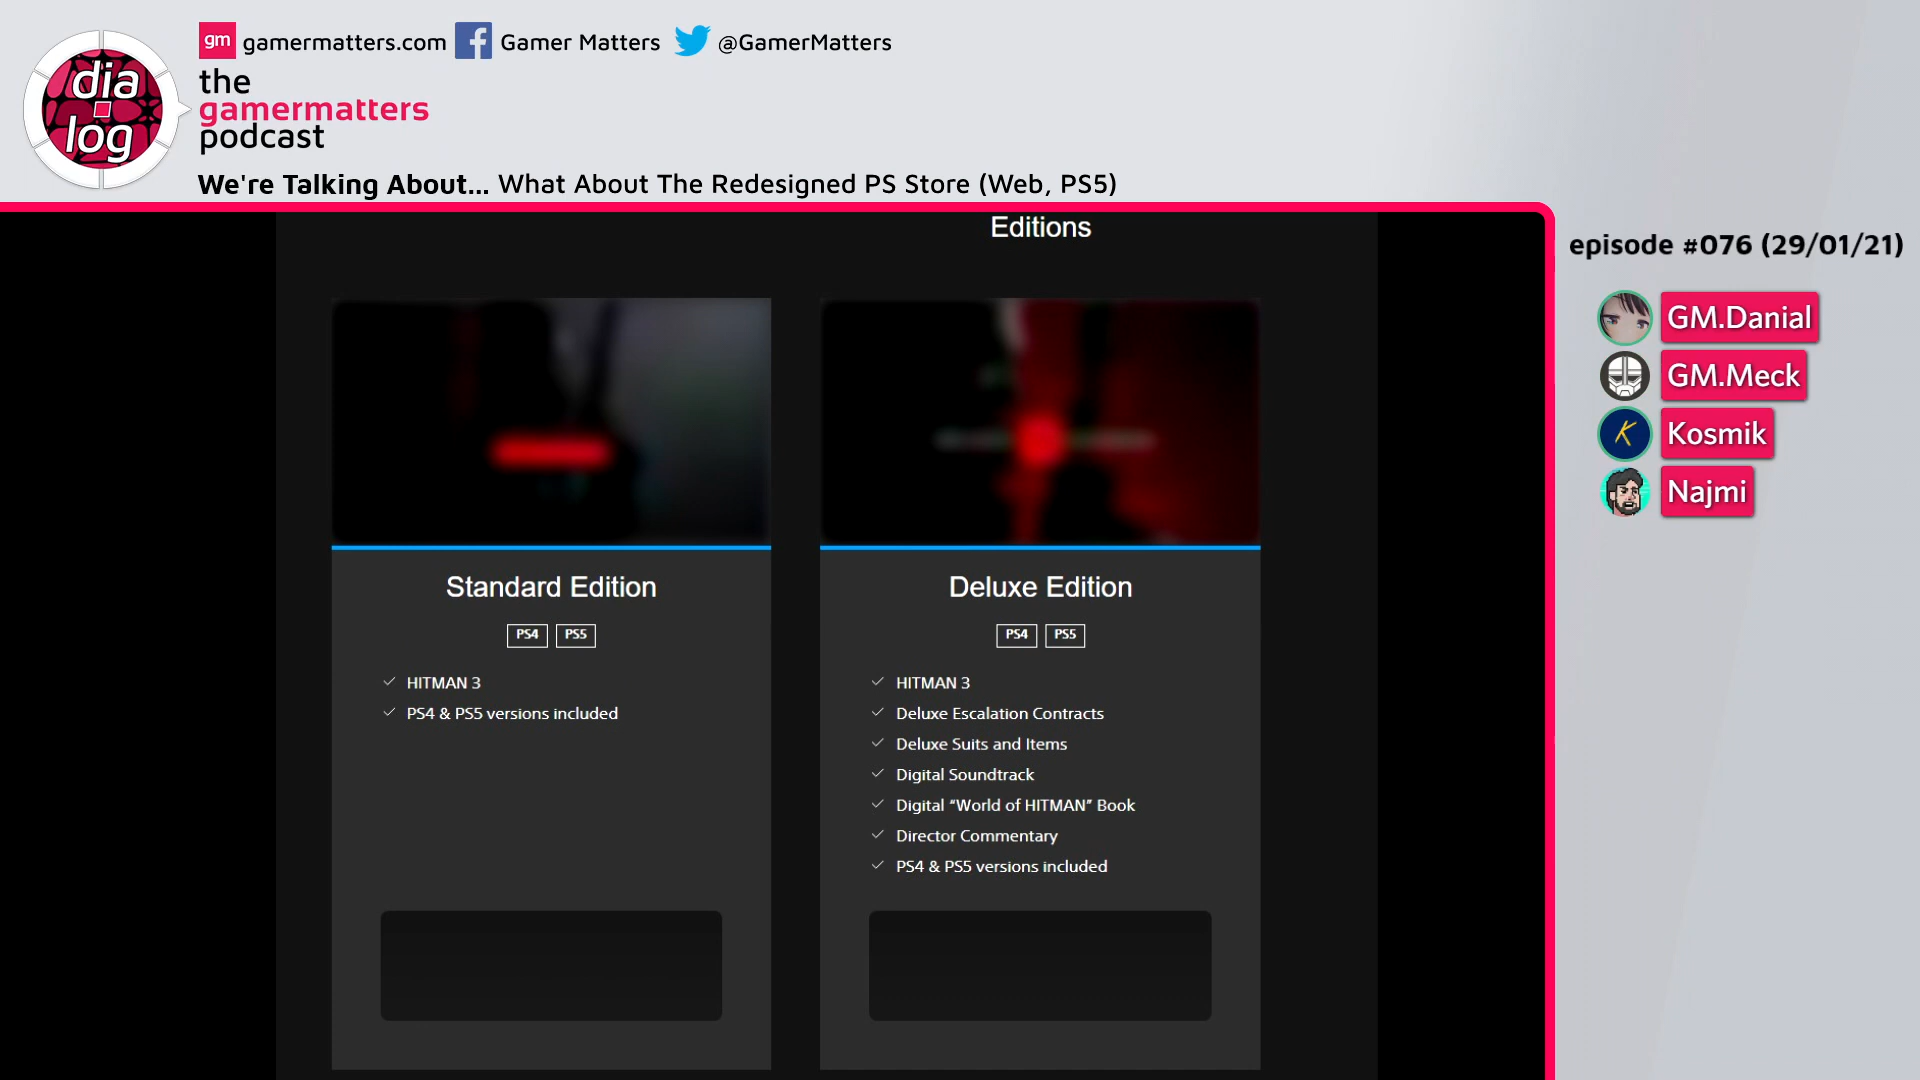 gm gamermatters.com Gamer Matters @GamerMatters
dia
log
the
gamermatters
podcast
We're Talking About... What About The Redesigned PS Store (Web, PS5)
episode #076 (29/01/21)
GM.Danial
GM.Meck
K Kosmik
Najmi
Editions
Standard Edition
PS4 PS5
HITMAN 3
PS4 & PS5 versions included
Deluxe Edition
PS4 PS5
HITMAN 3
Deluxe Escalation Contracts
Deluxe Suits and Items
Digital Soundtrack
Digital “World of HITMAN” Book
Director Commentary
PS4 & PS5 versions included